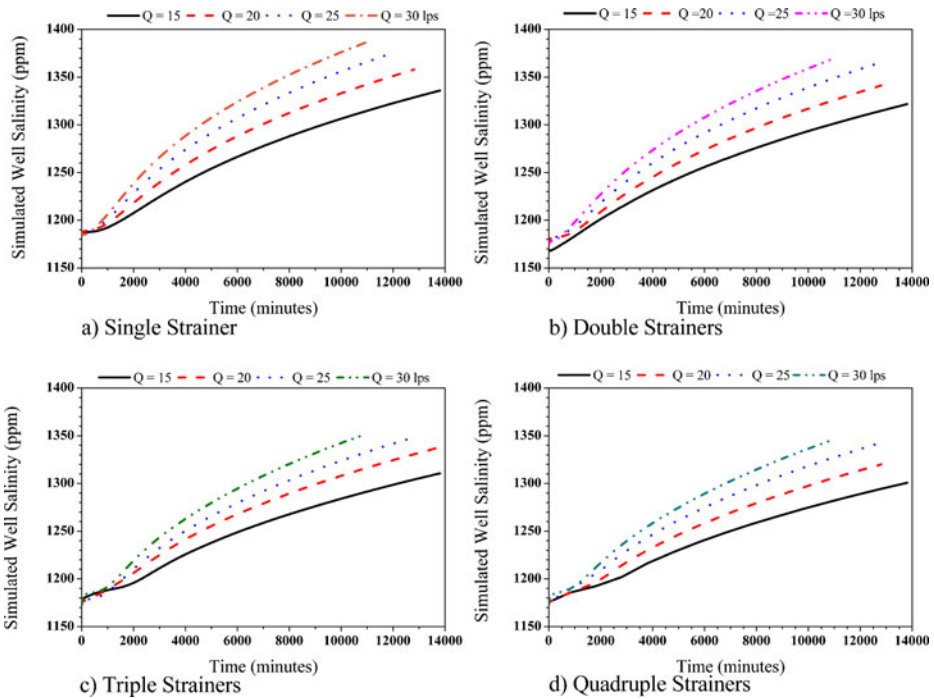 Q = 15 Q = 20 Q = 25 Q = 30 lps
1400
1350
1300
1250
1200
1150
Simulated Well Salinity (ppm)
0 2000 4000 6000 8000 10000 12000 14000
Time (minutes)
a) Single Strainer
Q = 15 Q =20 Q =25 Q =30 lps
1400
1350
1300
1250
1200
1150
Simulated Well Salinity (ppm)
0 2000 4000 6000 8000 10000 12000 14000
Time (minutes)
b) Double Strainers
Q = 15 Q = 20 Q = 25 Q = 30 lps
1400
1350
1300
1250
1200
1150
Simulated Well Salinity (ppm)
0 2000 4000 6000 8000 10000 12000 14000
Time (minutes)
c) Triple Strainers
Q = 15 Q = 20 Q = 25 Q = 30 lps
1400
1350
1300
1250
1200
1150
Simulated Well Salinity (ppm)
0 2000 4000 6000 8000 10000 12000 14000
Time (minutes)
d) Quadruple Strainers